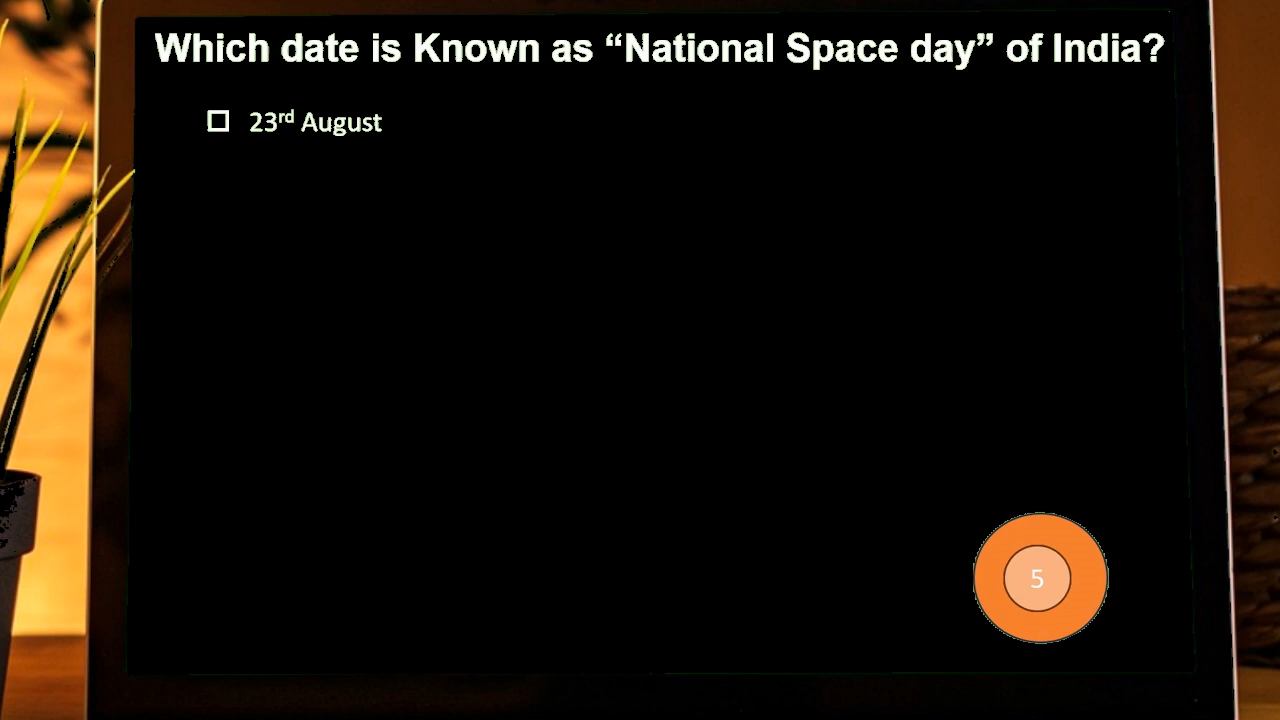 Which date is Known as “National Space day” of India?
23rd August
5